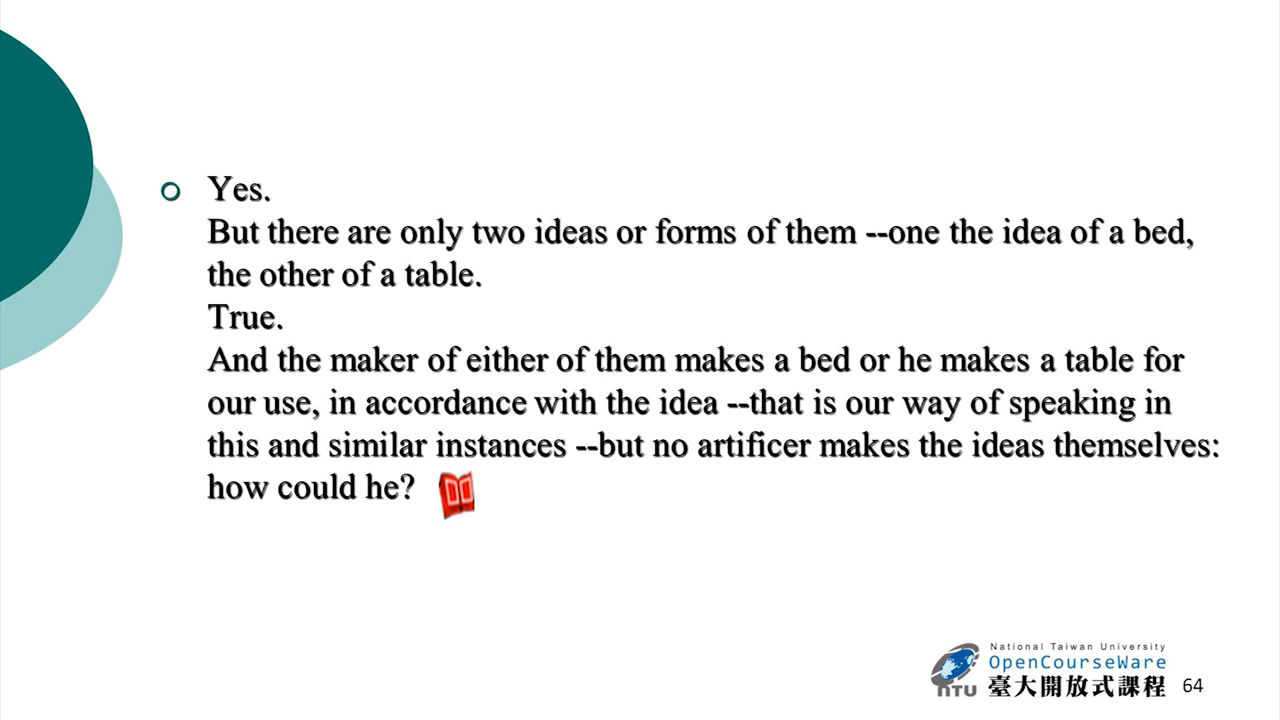 Yes.
But there are only two ideas or forms of them --one the idea of a bed,
the other of a table.
True.
And the maker of either of them makes a bed or he makes a table for
our use, in accordance with the idea --that is our way of speaking in
this and similar instances --but no artificer makes the ideas themselves:
how could he?
National Taiwan University
OpenCourseWare
NTU 臺大開放式課程
64